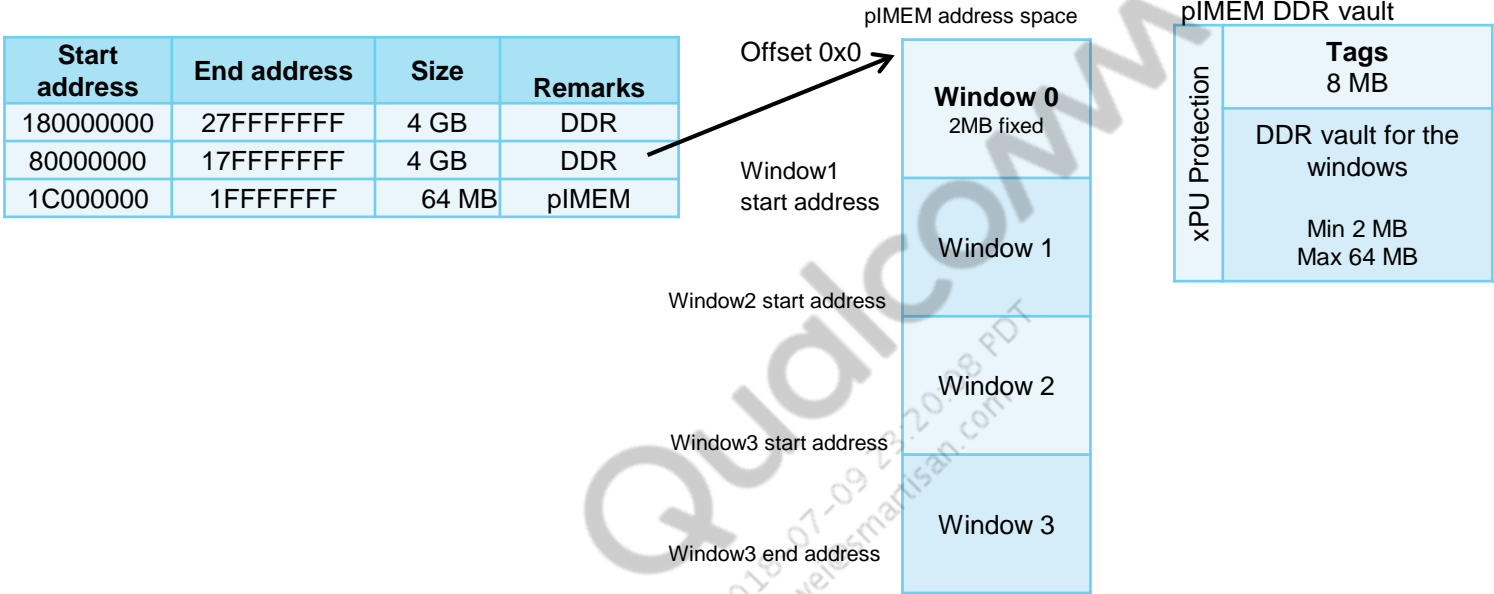 pIMEM address space
pIMEM DDR vault
Start address
End address
Size
Remarks
180000000 27FFFFFFF 4 GB DDR
80000000 17FFFFFFF 4 GB DDR
1C000000 1FFFFFFF 64 MB pIMEM
Offset 0x0
Window 0
2MB fixed
Window1
start address
Window 1
Window2 start address
Window 2
Window3 start address
Window 3
Window3 end address
xPU Protection
Tags
8 MB
DDR vault for the
windows
Min 2 MB
Max 64 MB
Qualcomm